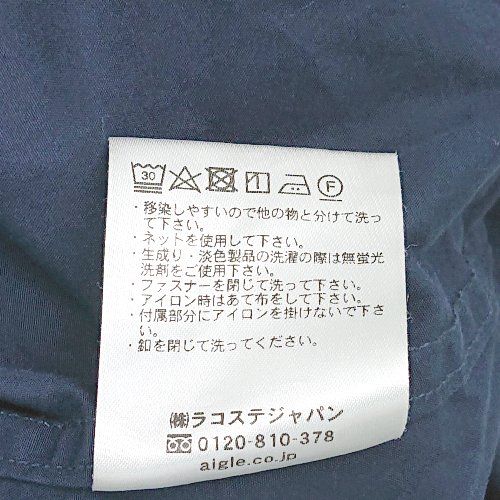 30 F
・移染しやすいので他の物と分けて洗っ
て下さい。
・ネットを使用して下さい。
・生成り・淡色製品の洗濯の際は無蛍光
洗剤をご使用下さい。
・ファスナーを閉じて洗って下さい。
・アイロン時はあて布をして下さい。
・付属部分にアイロンを掛けないで下さ
い。
・釦を閉じて洗ってください。
㈱ラコステジャパン
0120-810-378
aigle.co.jp